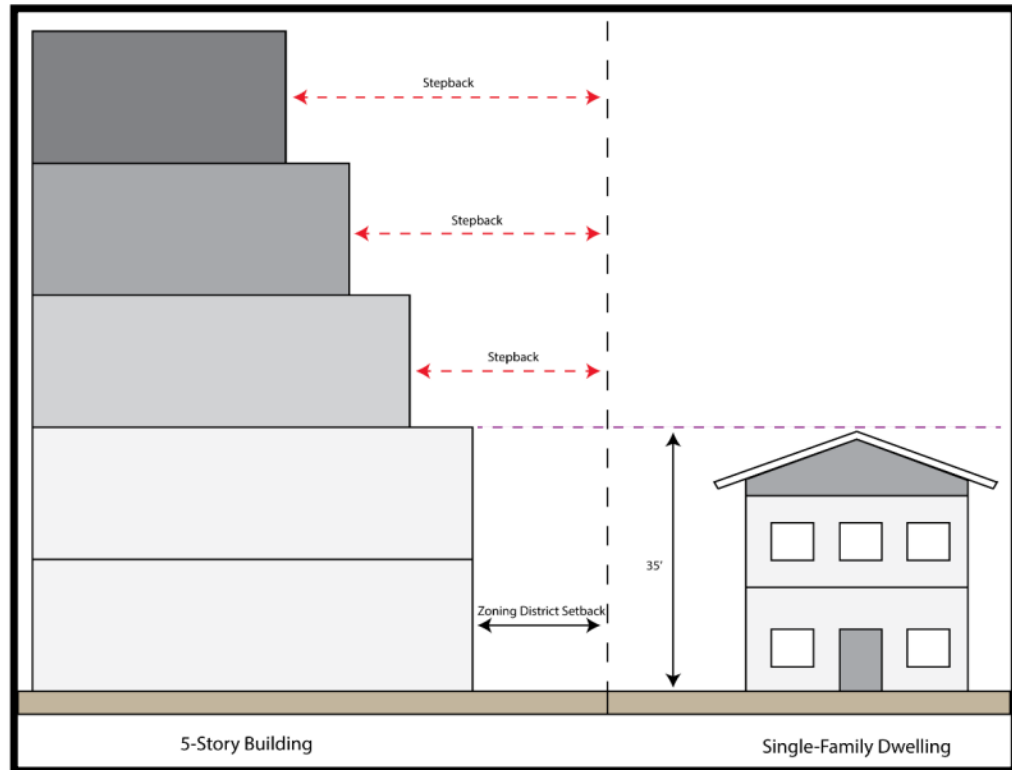 Stepback
Stepback
Stepback
35'
Zoning District Setback
5-Story Building
Single-Family Dwelling